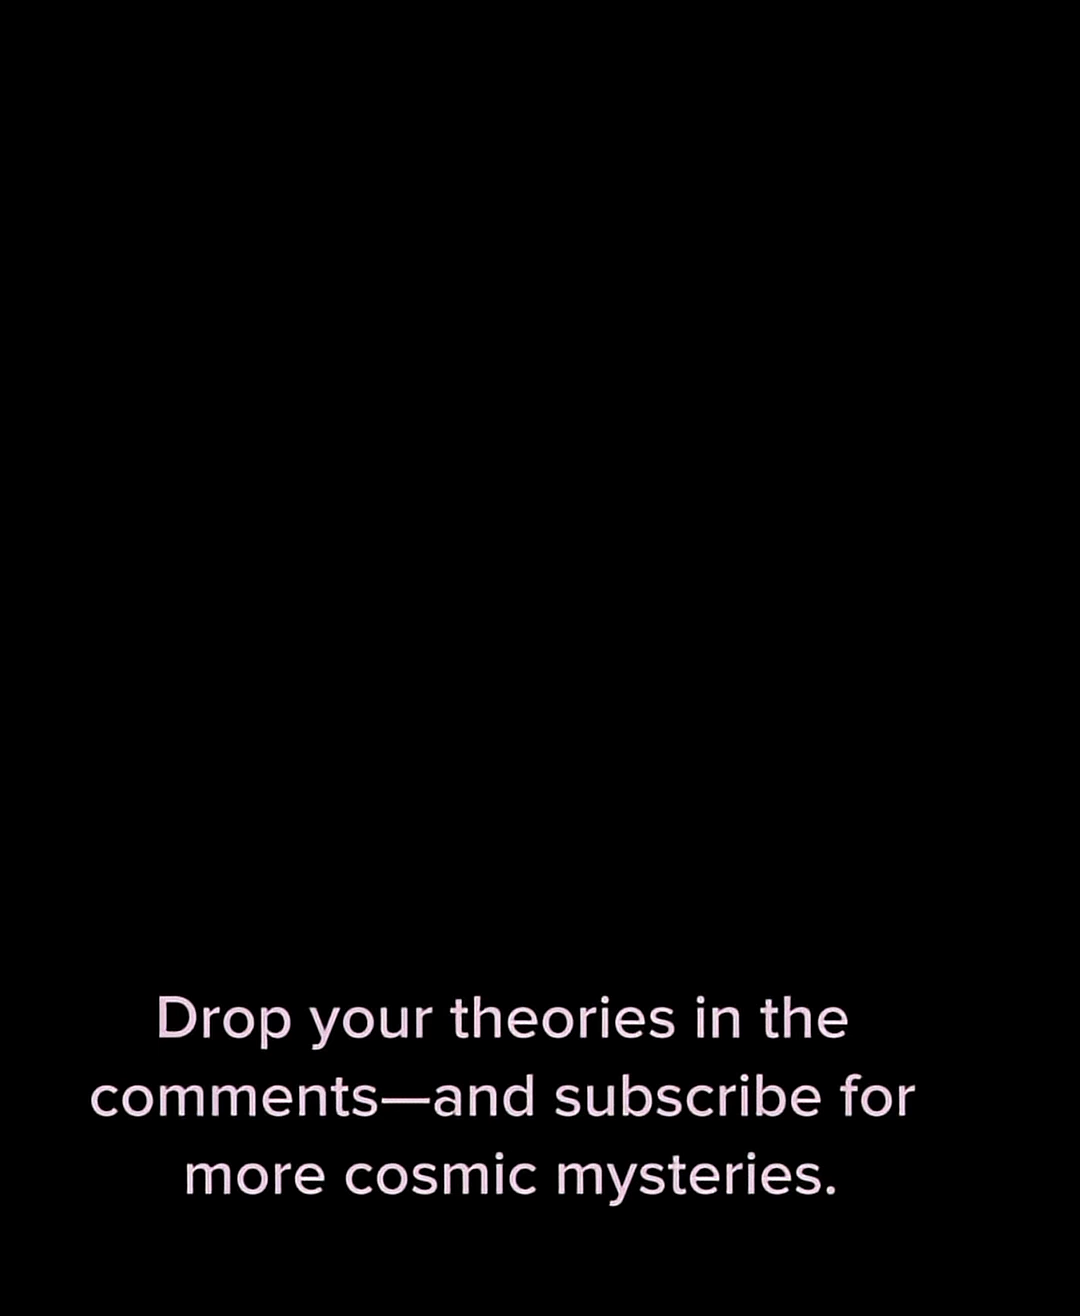 Drop your theories in the
comments—and subscribe for
more cosmic mysteries.